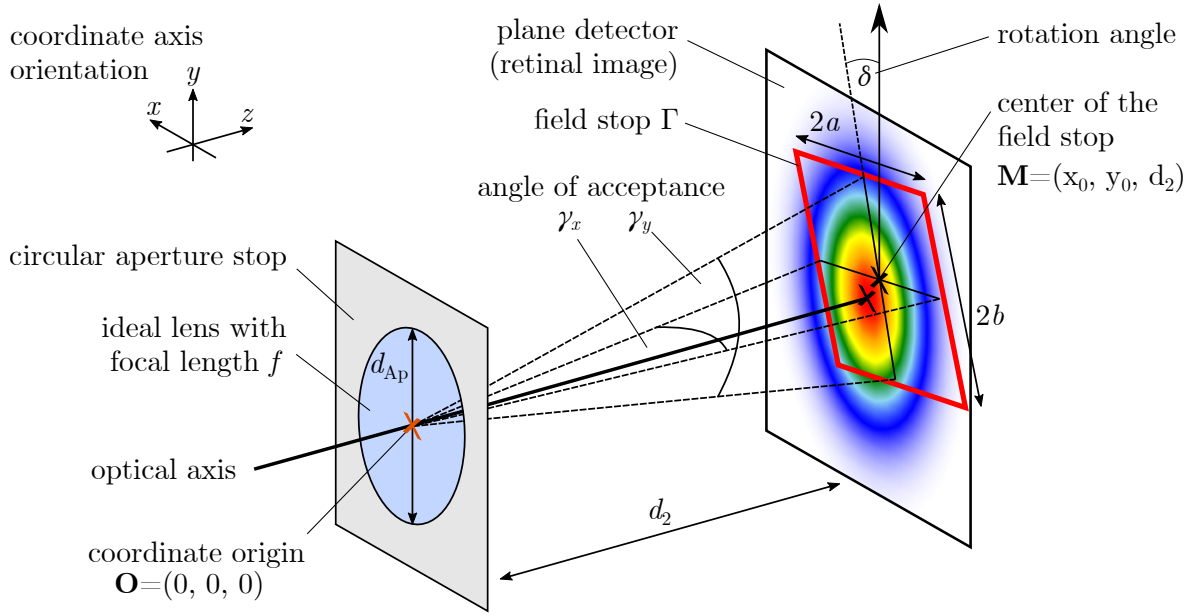 coordinate axis
orientation
y
x
z
plane detector
(retinal image)
rotation angle
δ
field stop Γ
2a
center of the
field stop
M=(x₀, y₀, d₂)
angle of acceptance
γₓ
γᵧ
circular aperture stop
ideal lens with
focal length f
d_Ap
2b
optical axis
d₂
coordinate origin
O=(0, 0, 0)